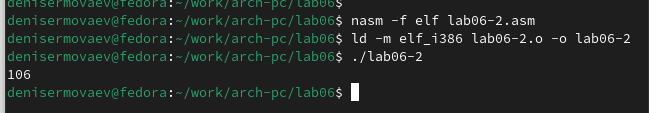 denisermovaev@fedora:~/work/arch-pc/lab06$
denisermovaev@fedora:~/work/arch-pc/lab06$ nasm -f elf lab06-2.asm
denisermovaev@fedora:~/work/arch-pc/lab06$ ld -m elf_i386 lab06-2.o -o lab06-2
denisermovaev@fedora:~/work/arch-pc/lab06$ ./lab06-2
106
denisermovaev@fedora:~/work/arch-pc/lab06$